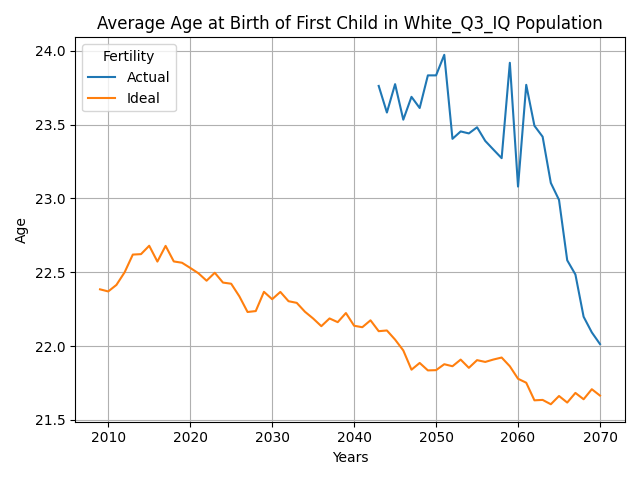 Average Age at Birth of First Child in White_Q3_IQ Population
Fertility
Actual
Ideal
24.0
23.5
23.0
22.5
22.0
21.5
Age
2010 2020 2030 2040 2050 2060 2070
Years